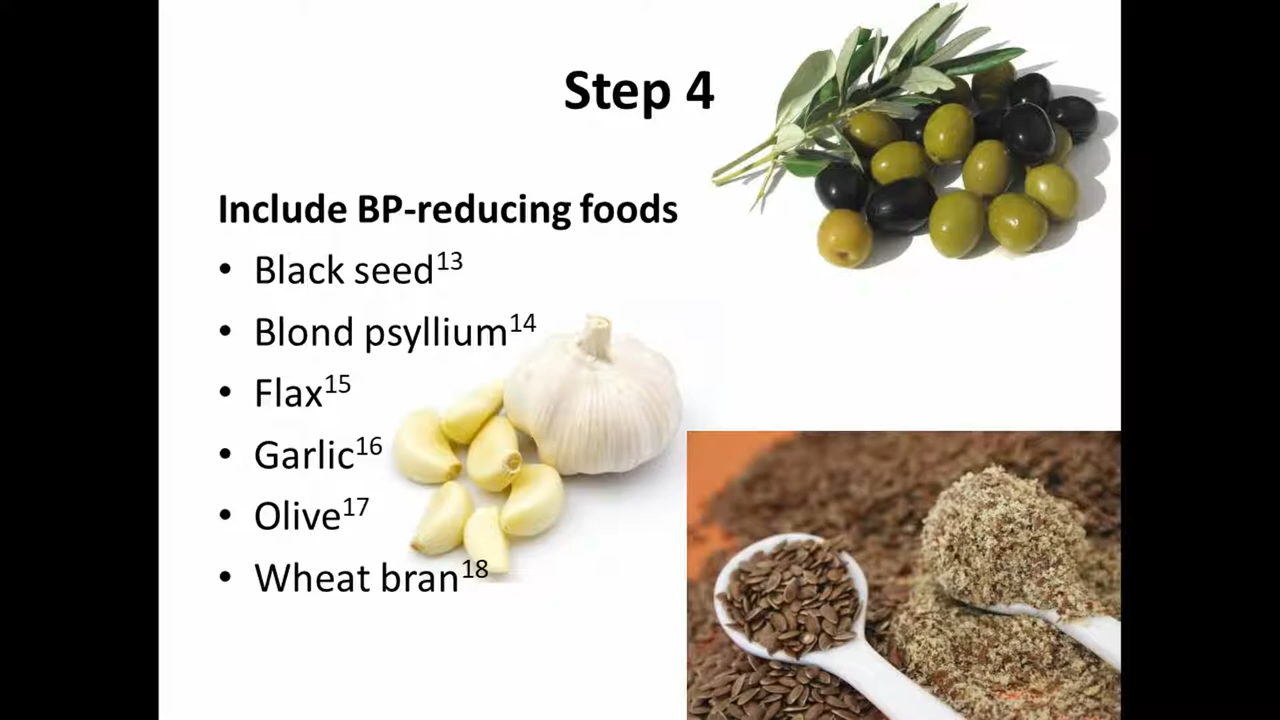 Step 4
Include BP-reducing foods
• Black seed¹³
• Blond psyllium¹⁴
• Flax¹⁵
• Garlic¹⁶
• Olive¹⁷
• Wheat bran¹⁸